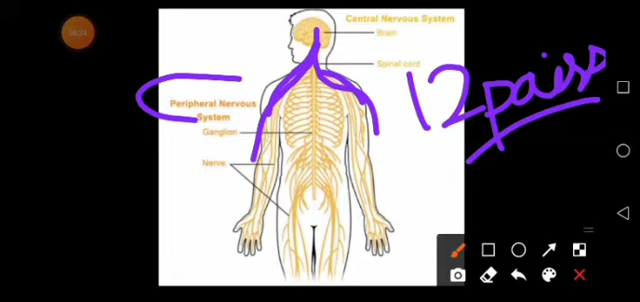 Central Nervous System
Brain
Spinal cord
12 pairs
Peripheral Nervous
System
Ganglion
Nerve